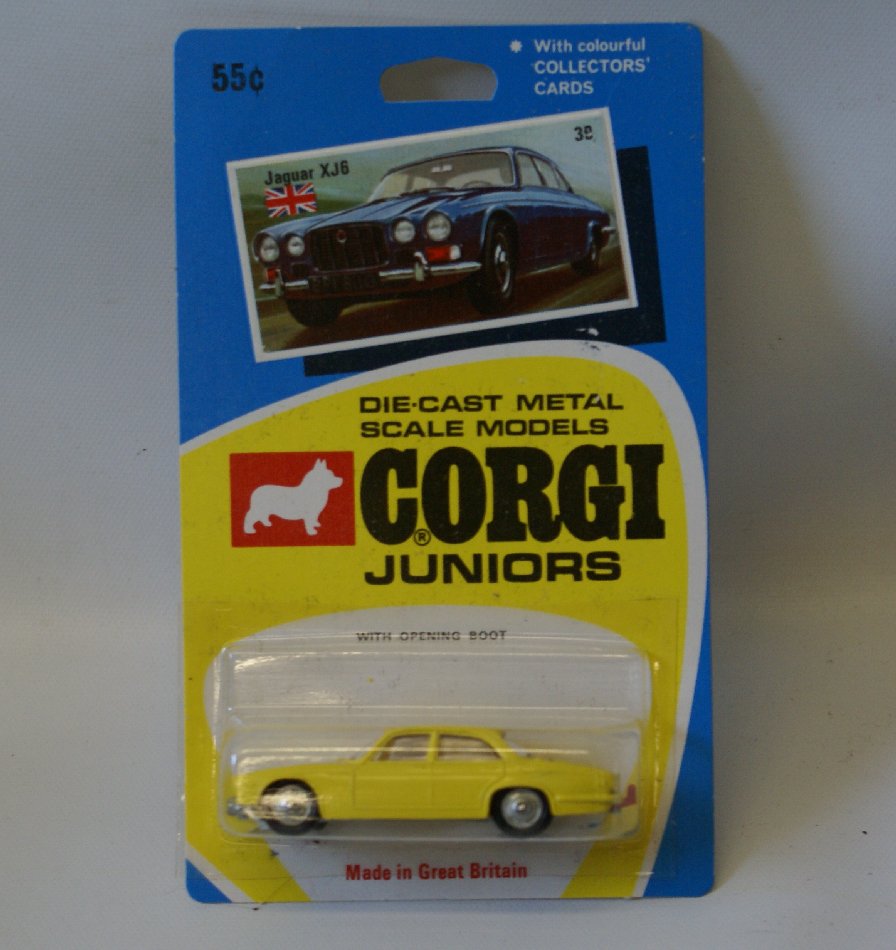 55¢
* With colourful
COLLECTORS'
CARDS
Jaguar XJ6
39
DIE-CAST METAL
SCALE MODELS
CORGI
®
JUNIORS
WITH OPENING BOOT
Made in Great Britain